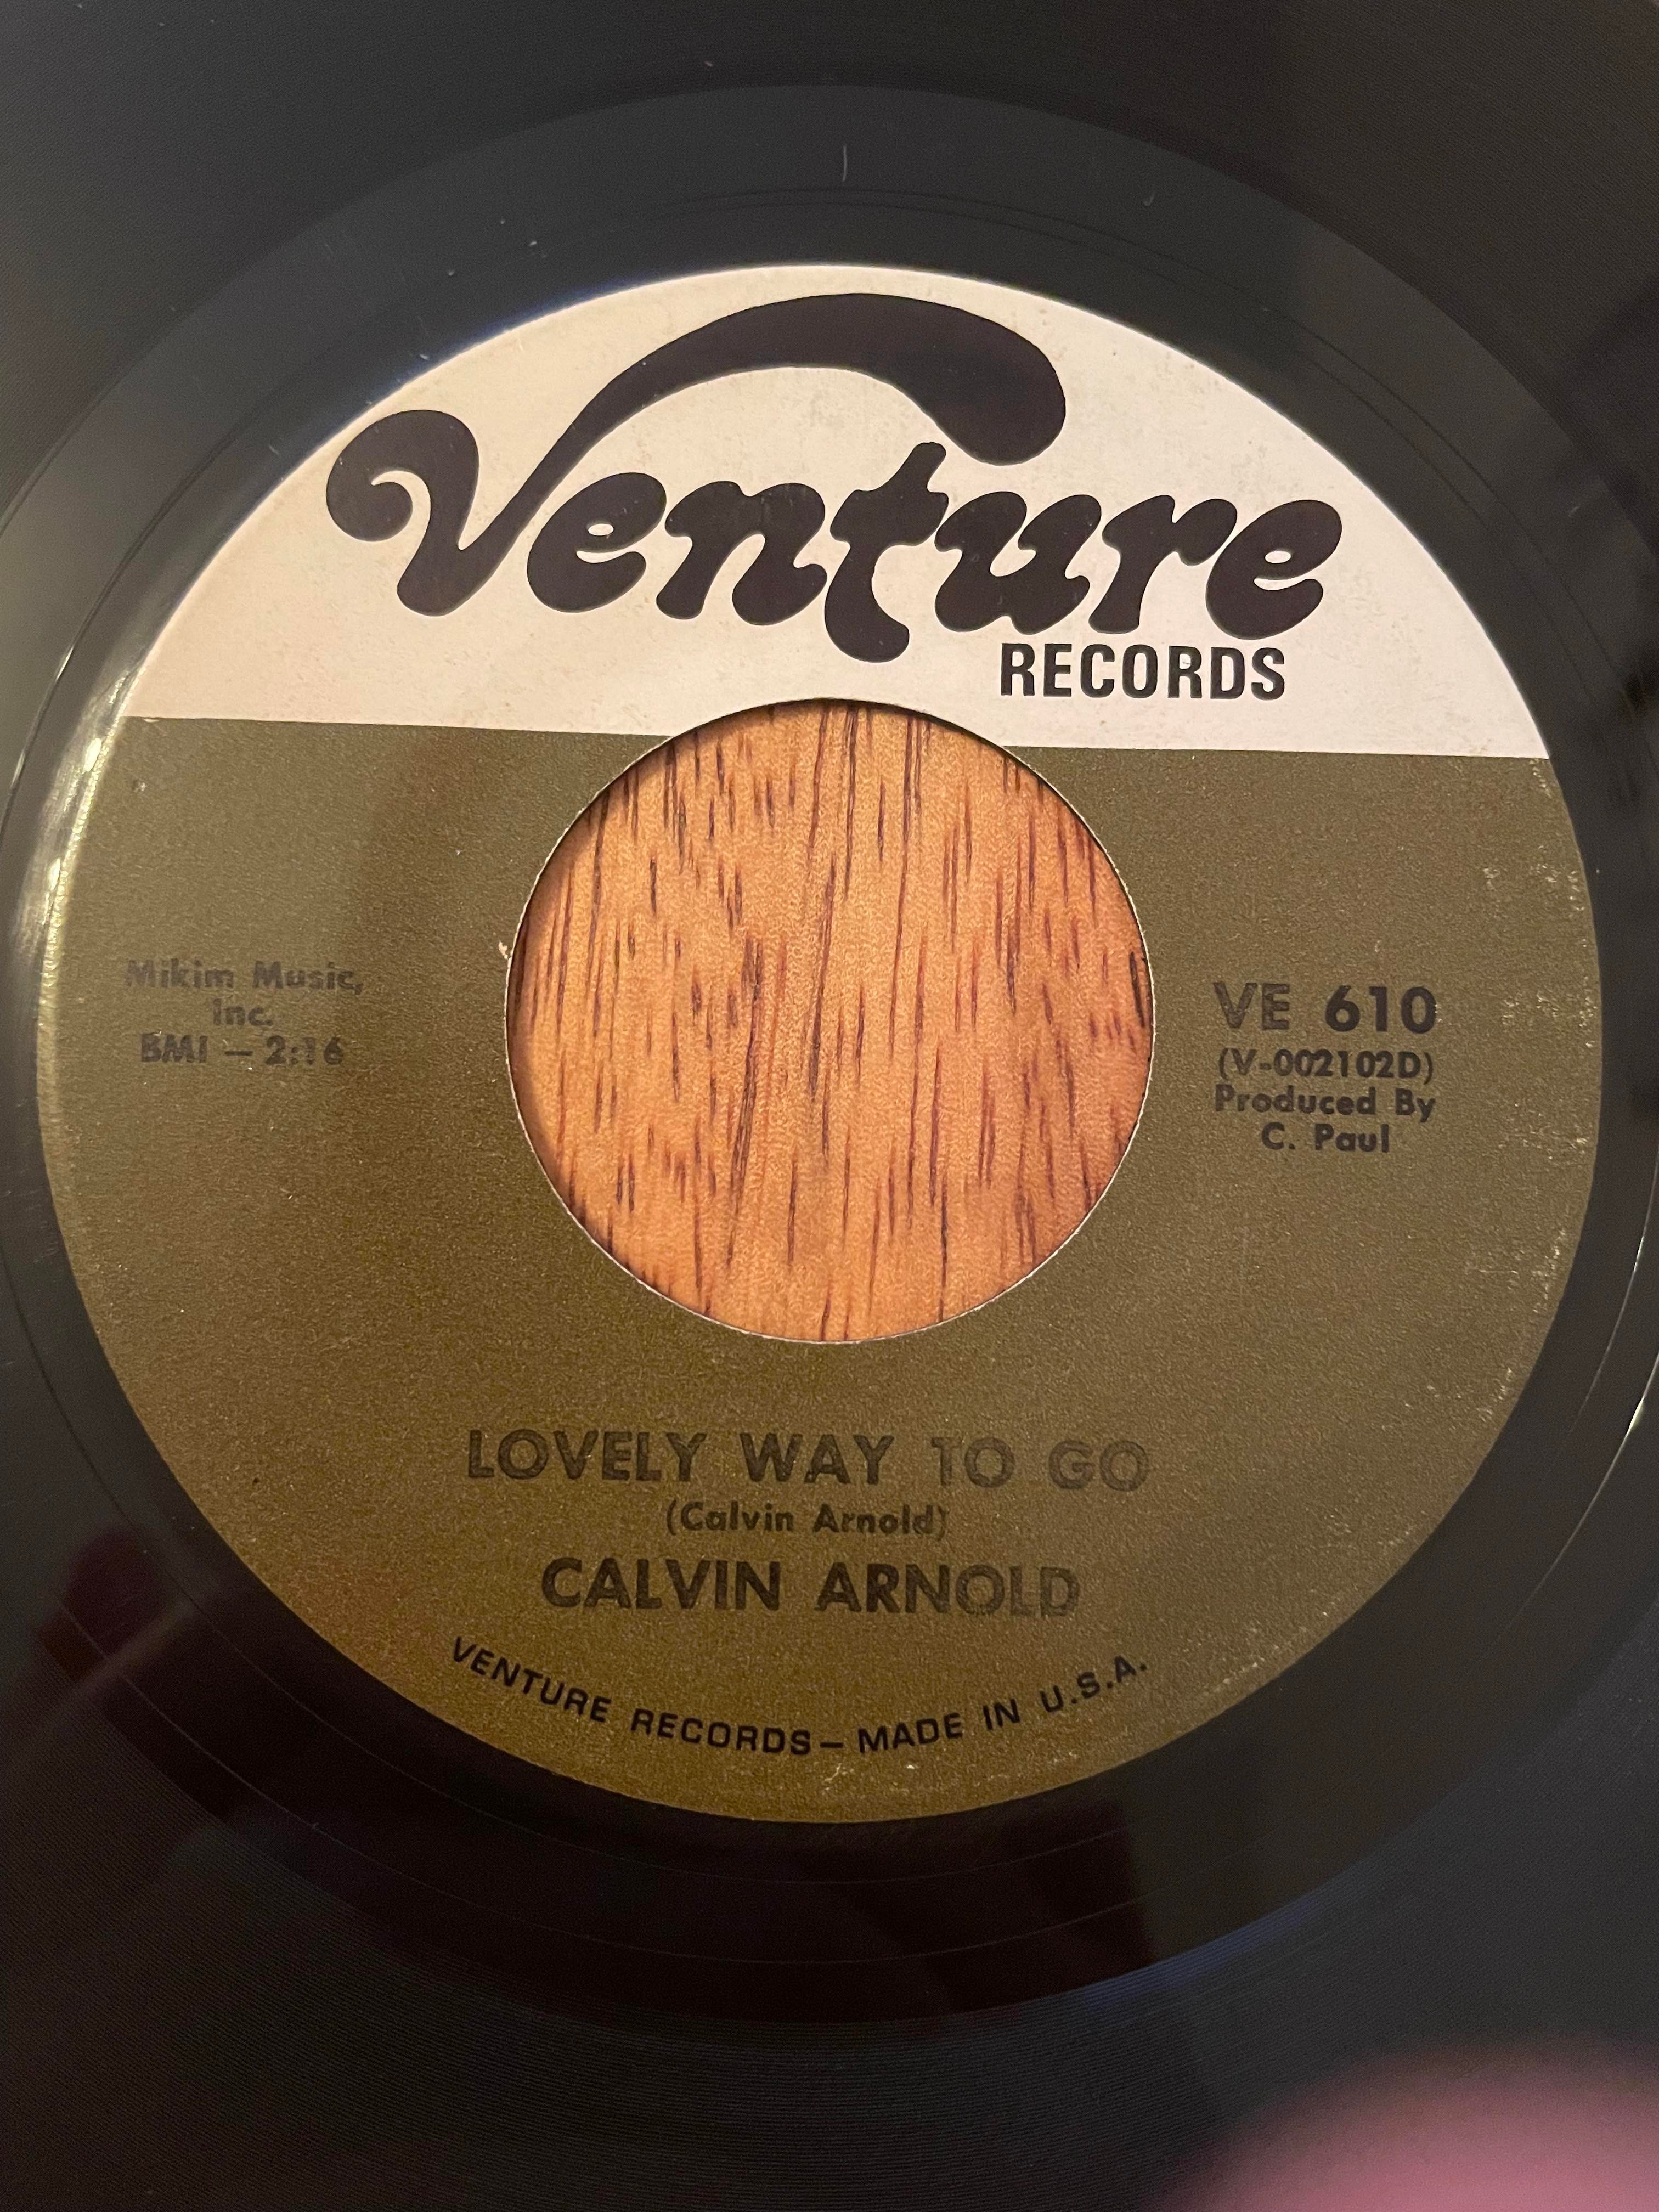 Venture
RECORDS
Mikim Music,
Inc.
BMI – 2:16
VE 610
(V-002102D)
Produced By
C. Paul
LOVELY WAY TO GO
(Calvin Arnold)
CALVIN ARNOLD
VENTURE RECORDS – MADE IN U.S.A.